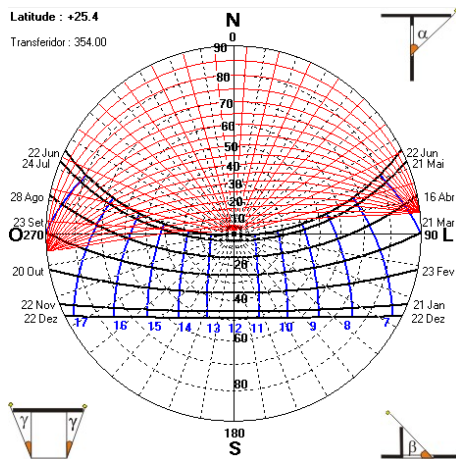 Latitude : +25.4
Transferidor : 354.00
N
0
α
90
80
70
60
50
40
30
20
10
0
22 Jun
24 Jul
28 Ago
23 Set
O 270
20 Out
22 Nov
22 Dez
22 Jun
21 Mai
16 Abr
21 Mar
90 L
23 Fev
21 Jan
22 Dez
20
40
17 16 15 14 13 12 11 10 9 8 7
60
80
180
S
γ γ
β